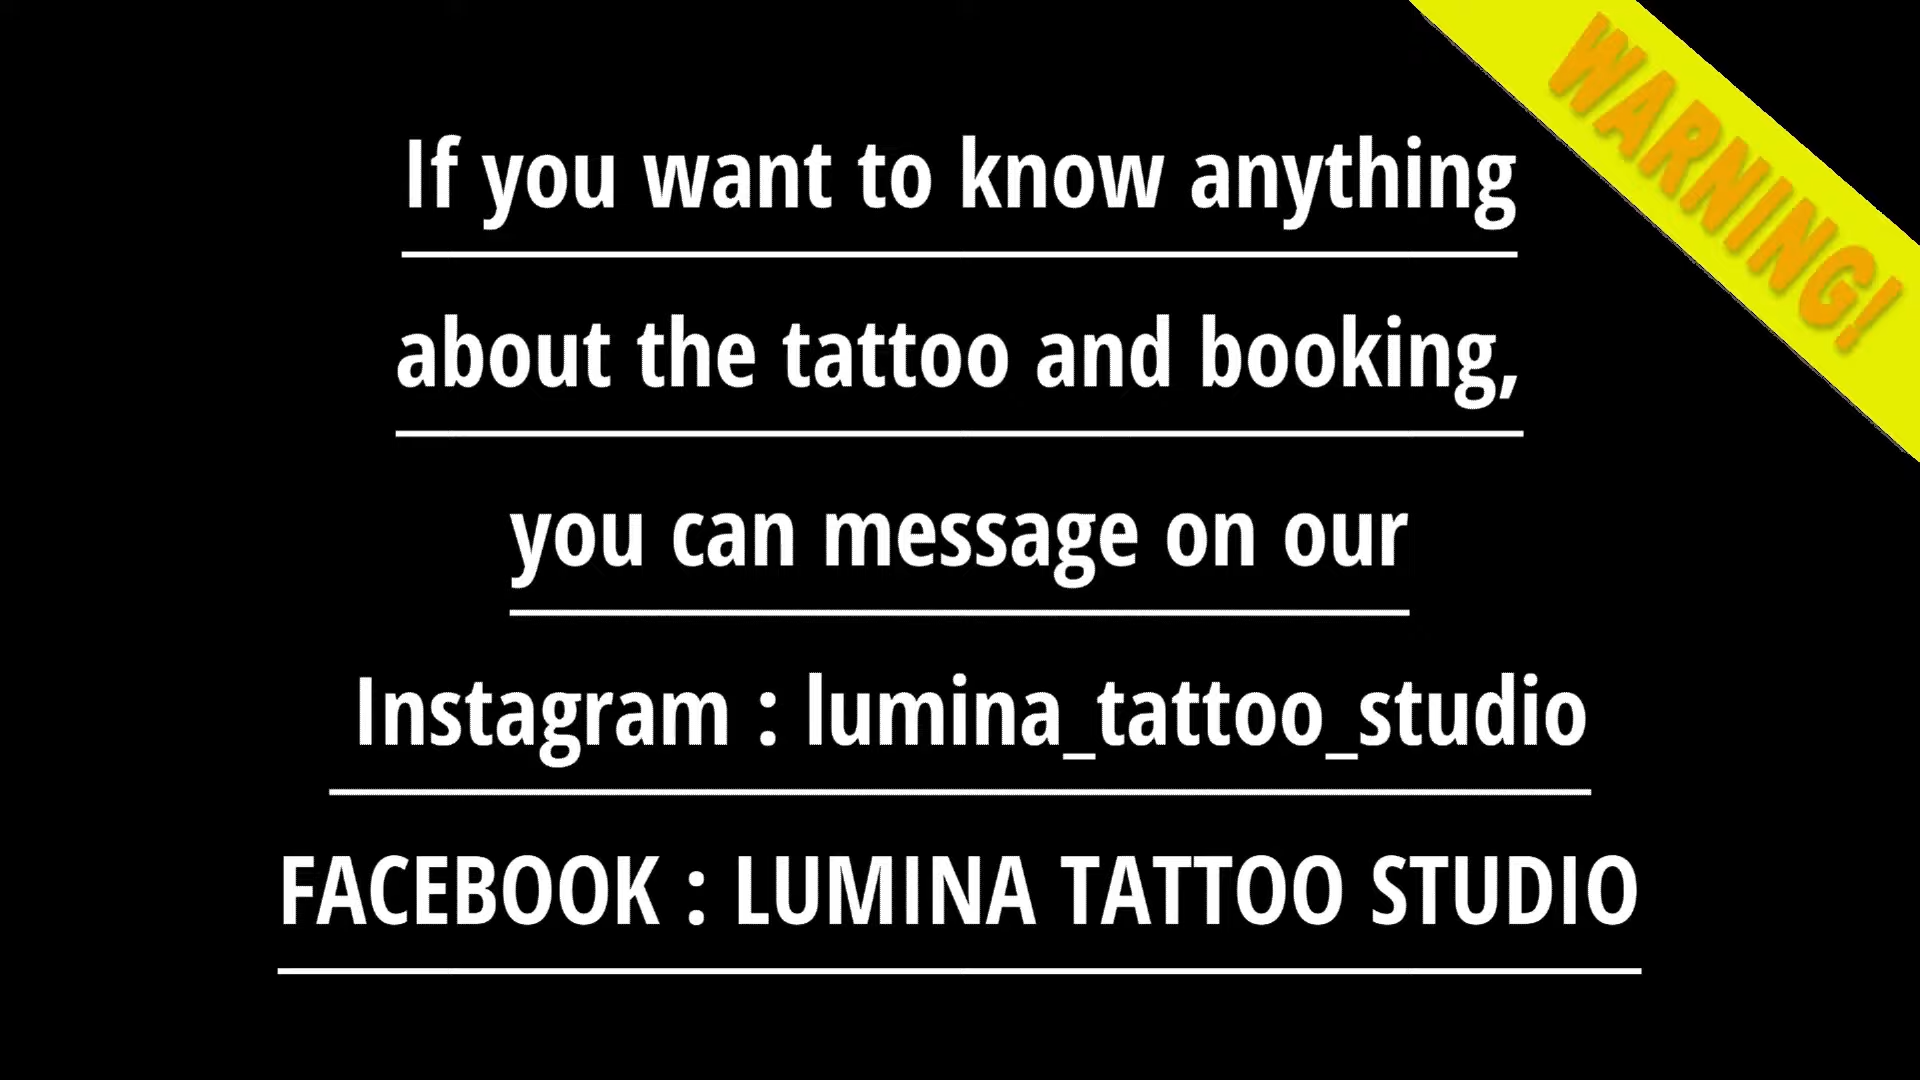 WARNING!
If you want to know anything
about the tattoo and booking,
you can message on our
Instagram : lumina_tattoo_studio
FACEBOOK : LUMINA TATTOO STUDIO